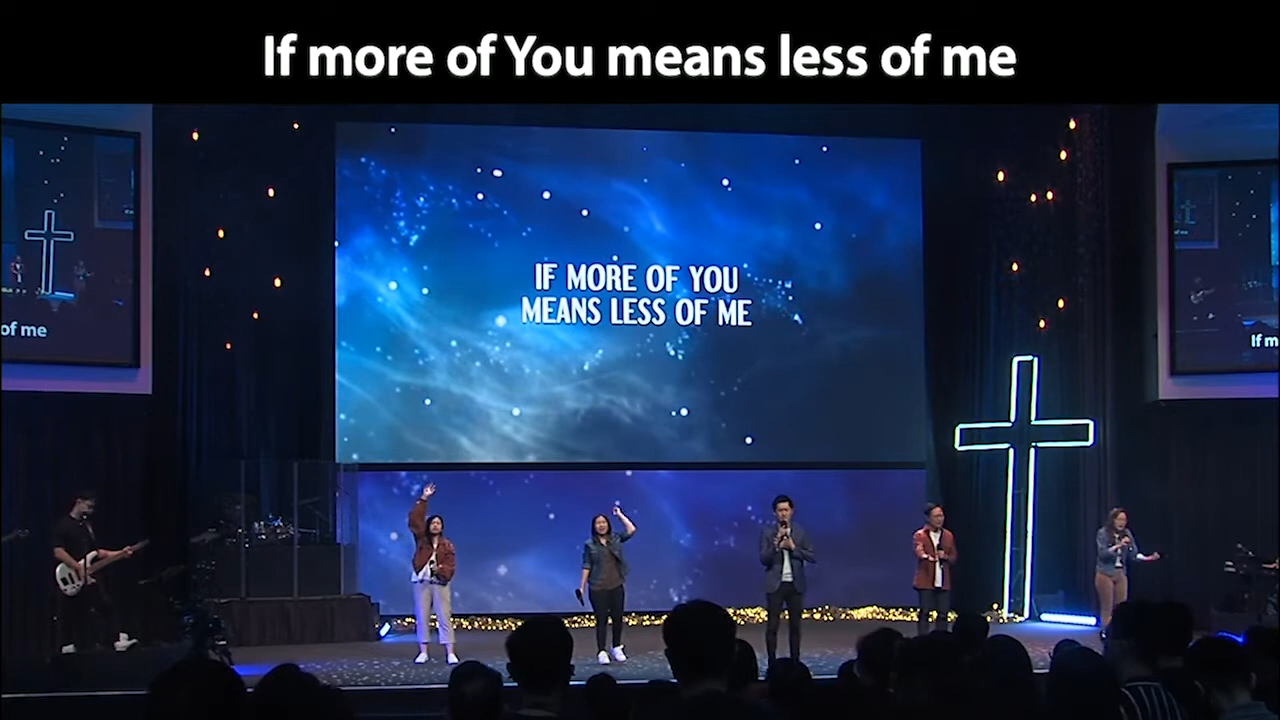 If more of You means less of me
IF MORE OF YOU
MEANS LESS OF ME
of me
If m